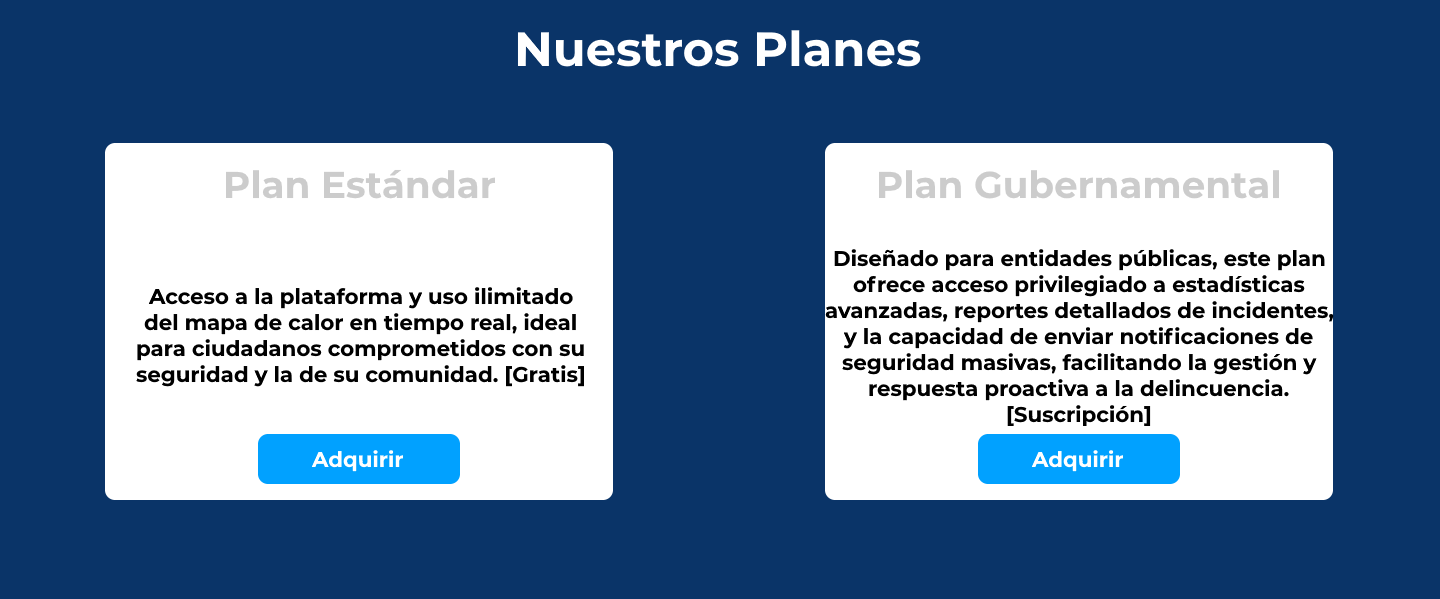 Nuestros Planes
Plan Estándar
Acceso a la plataforma y uso ilimitado
del mapa de calor en tiempo real, ideal
para ciudadanos comprometidos con su
seguridad y la de su comunidad. [Gratis]
Adquirir
Plan Gubernamental
Diseñado para entidades públicas, este plan
ofrece acceso privilegiado a estadísticas
avanzadas, reportes detallados de incidentes,
y la capacidad de enviar notificaciones de
seguridad masivas, facilitando la gestión y
respuesta proactiva a la delincuencia.
[Suscripción]
Adquirir